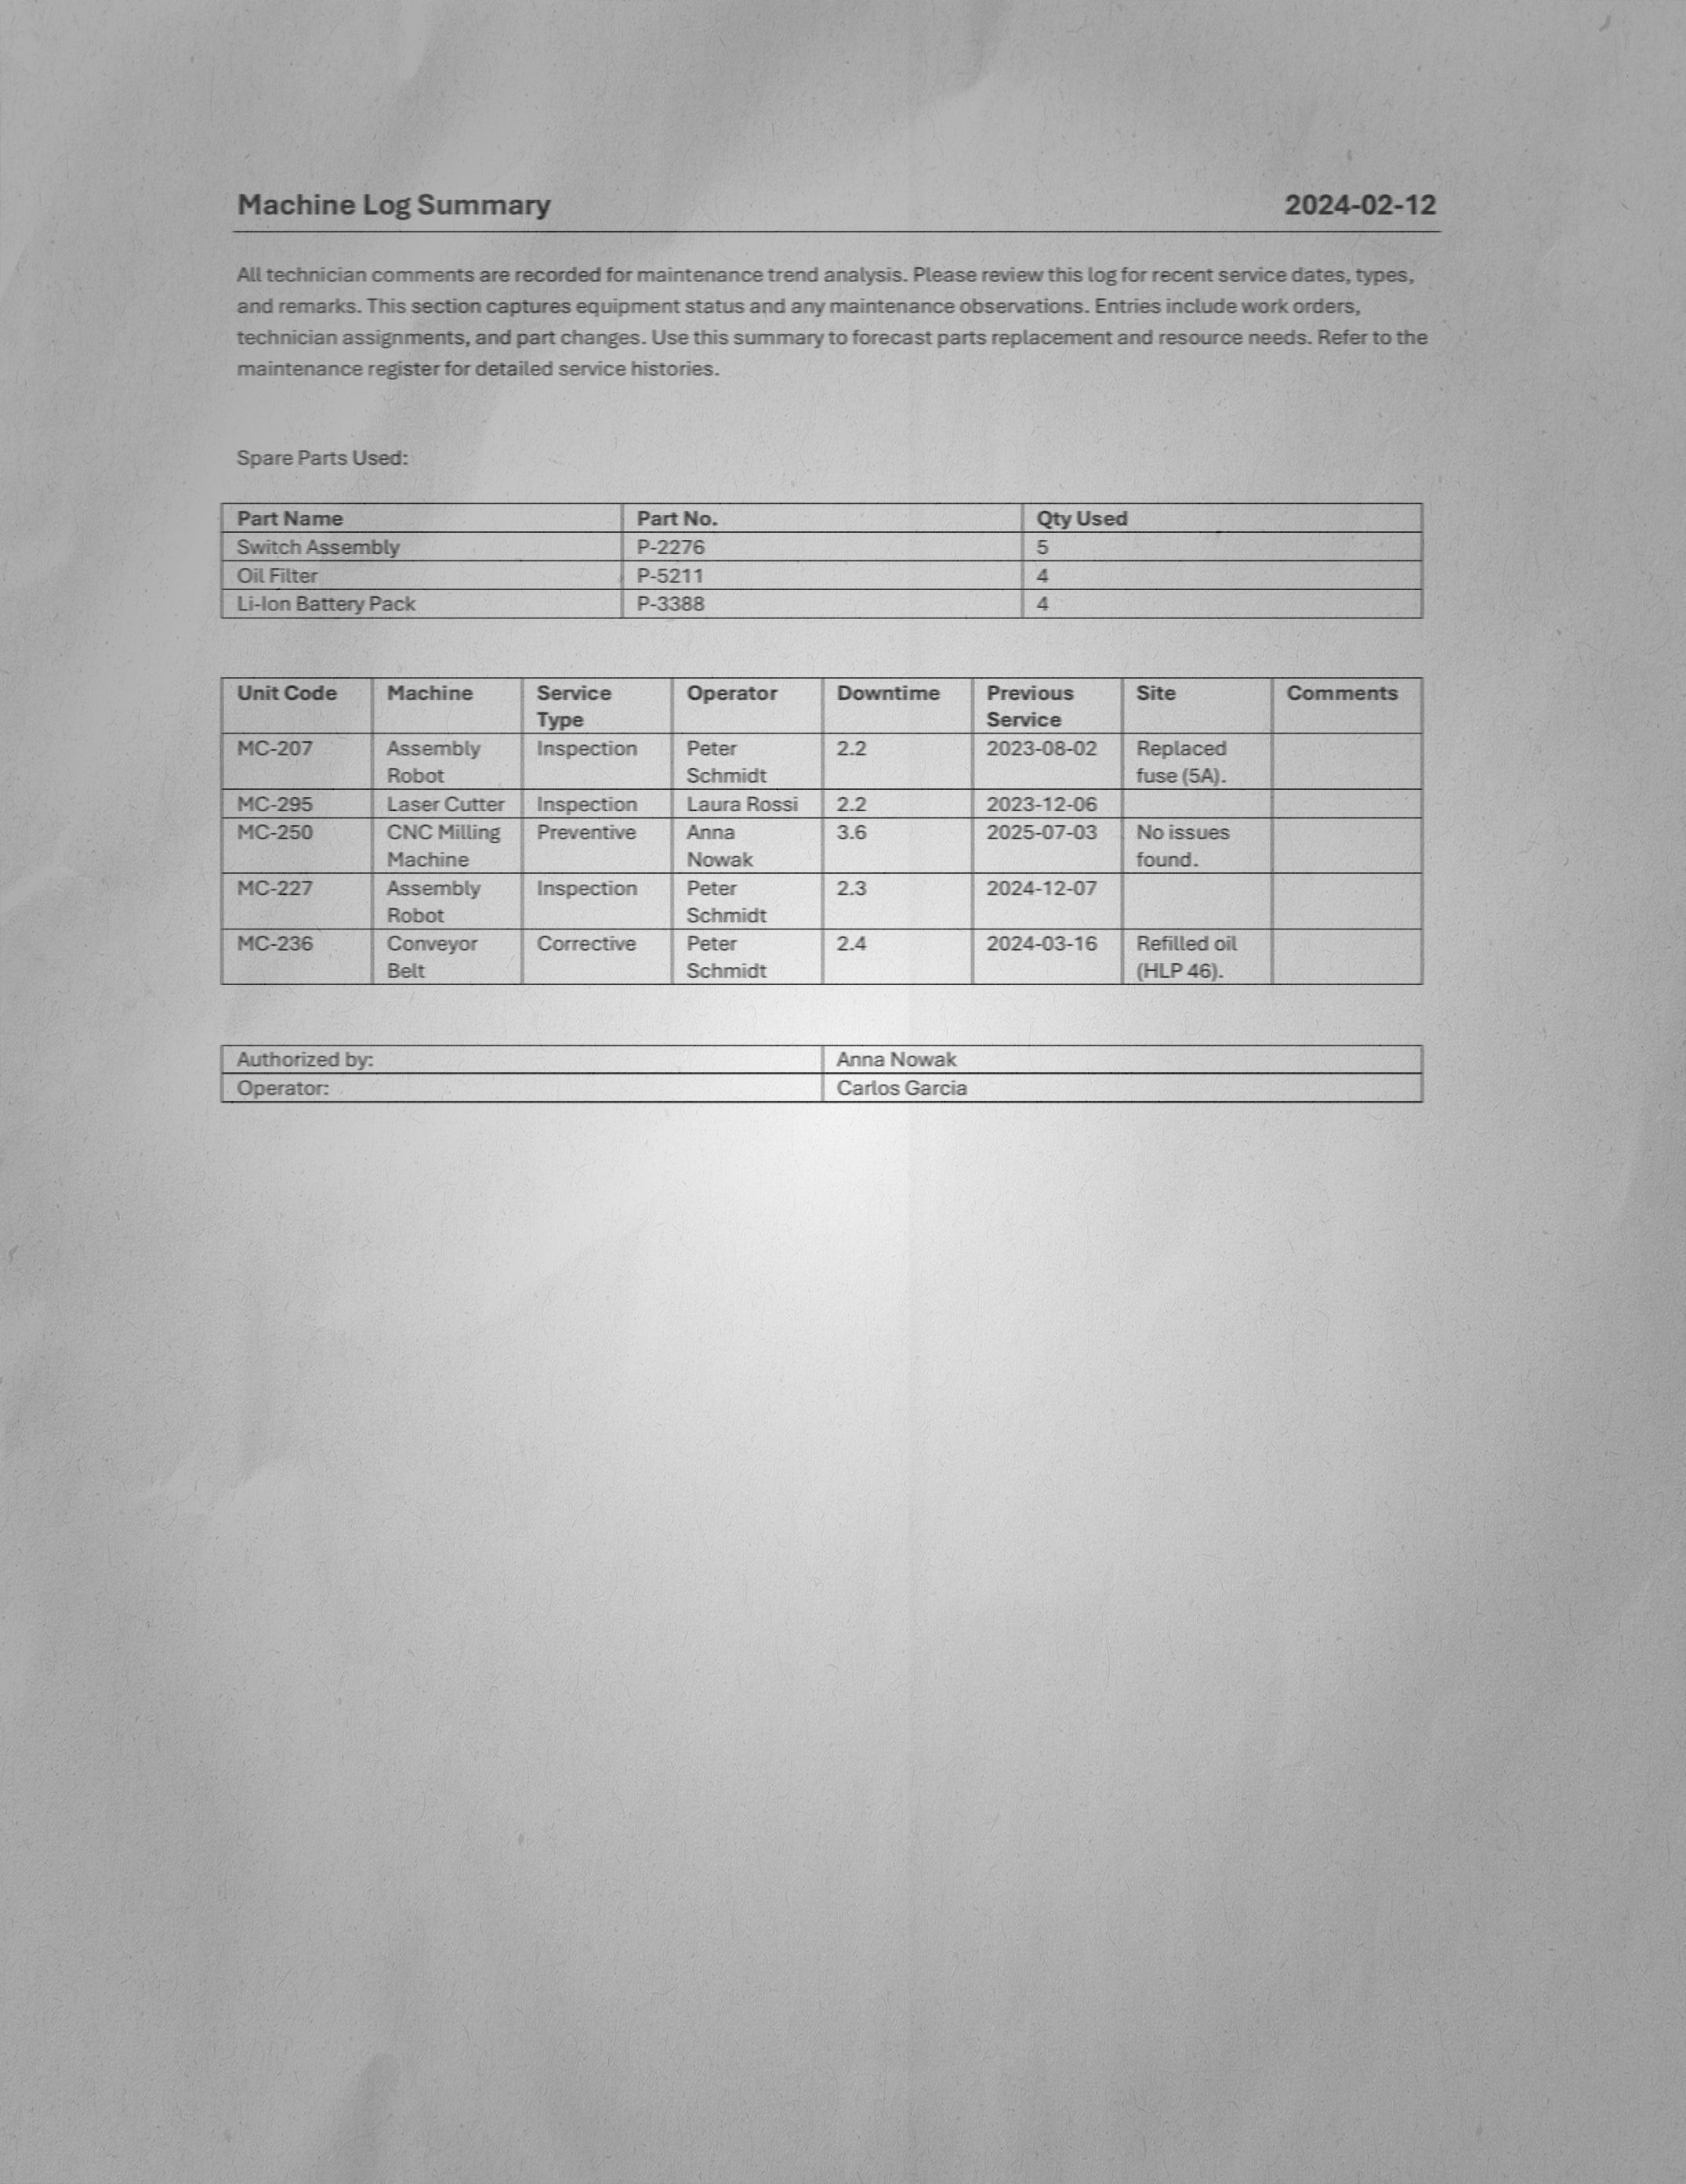 Machine Log Summary 2024-02-12
All technician comments are recorded for maintenance trend analysis. Please review this log for recent service dates, types,
and remarks. This section captures equipment status and any maintenance observations. Entries include work orders,
technician assignments, and part changes. Use this summary to forecast parts replacement and resource needs. Refer to the
maintenance register for detailed service histories.
Spare Parts Used:
Part Name Part No. Qty Used
Switch Assembly P-2276 5
Oil Filter P-5211 4
Li-Ion Battery Pack P-3388 4
Unit Code Machine Service Operator Downtime Previous Site Comments
Type Service
MC-207 Assembly Inspection Peter 2.2 2023-08-02 Replaced
Robot Schmidt fuse (5A).
MC-295 Laser Cutter Inspection Laura Rossi 2.2 2023-12-06
MC-250 CNC Milling Preventive Anna 3.6 2025-07-03 No issues
Machine Nowak found.
MC-227 Assembly Inspection Peter 2.3 2024-12-07
Robot Schmidt
MC-236 Conveyor Corrective Peter 2.4 2024-03-16 Refilled oil
Belt Schmidt (HLP 46).
Authorized by: Anna Nowak
Operator: Carlos Garcia